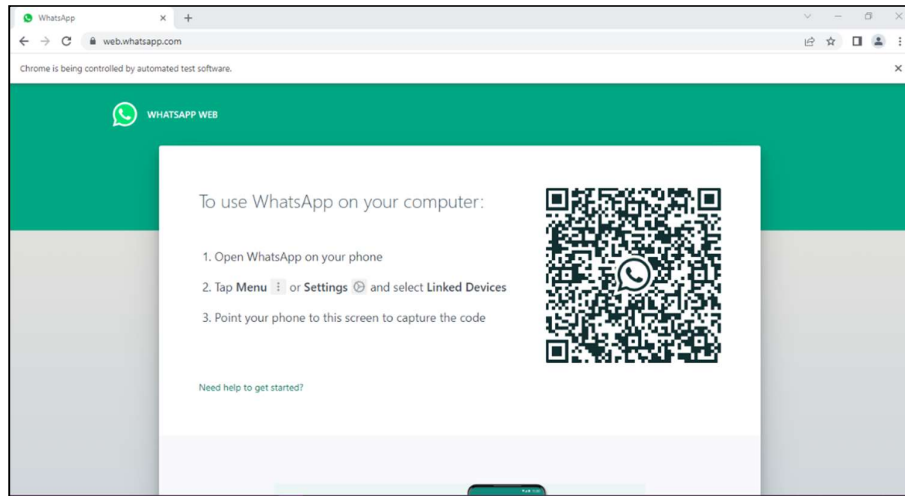 WhatsApp
web.whatsapp.com
Chrome is being controlled by automated test software.
WHATSAPP WEB
To use WhatsApp on your computer:
1. Open WhatsApp on your phone
2. Tap Menu or Settings and select Linked Devices
3. Point your phone to this screen to capture the code
Need help to get started?